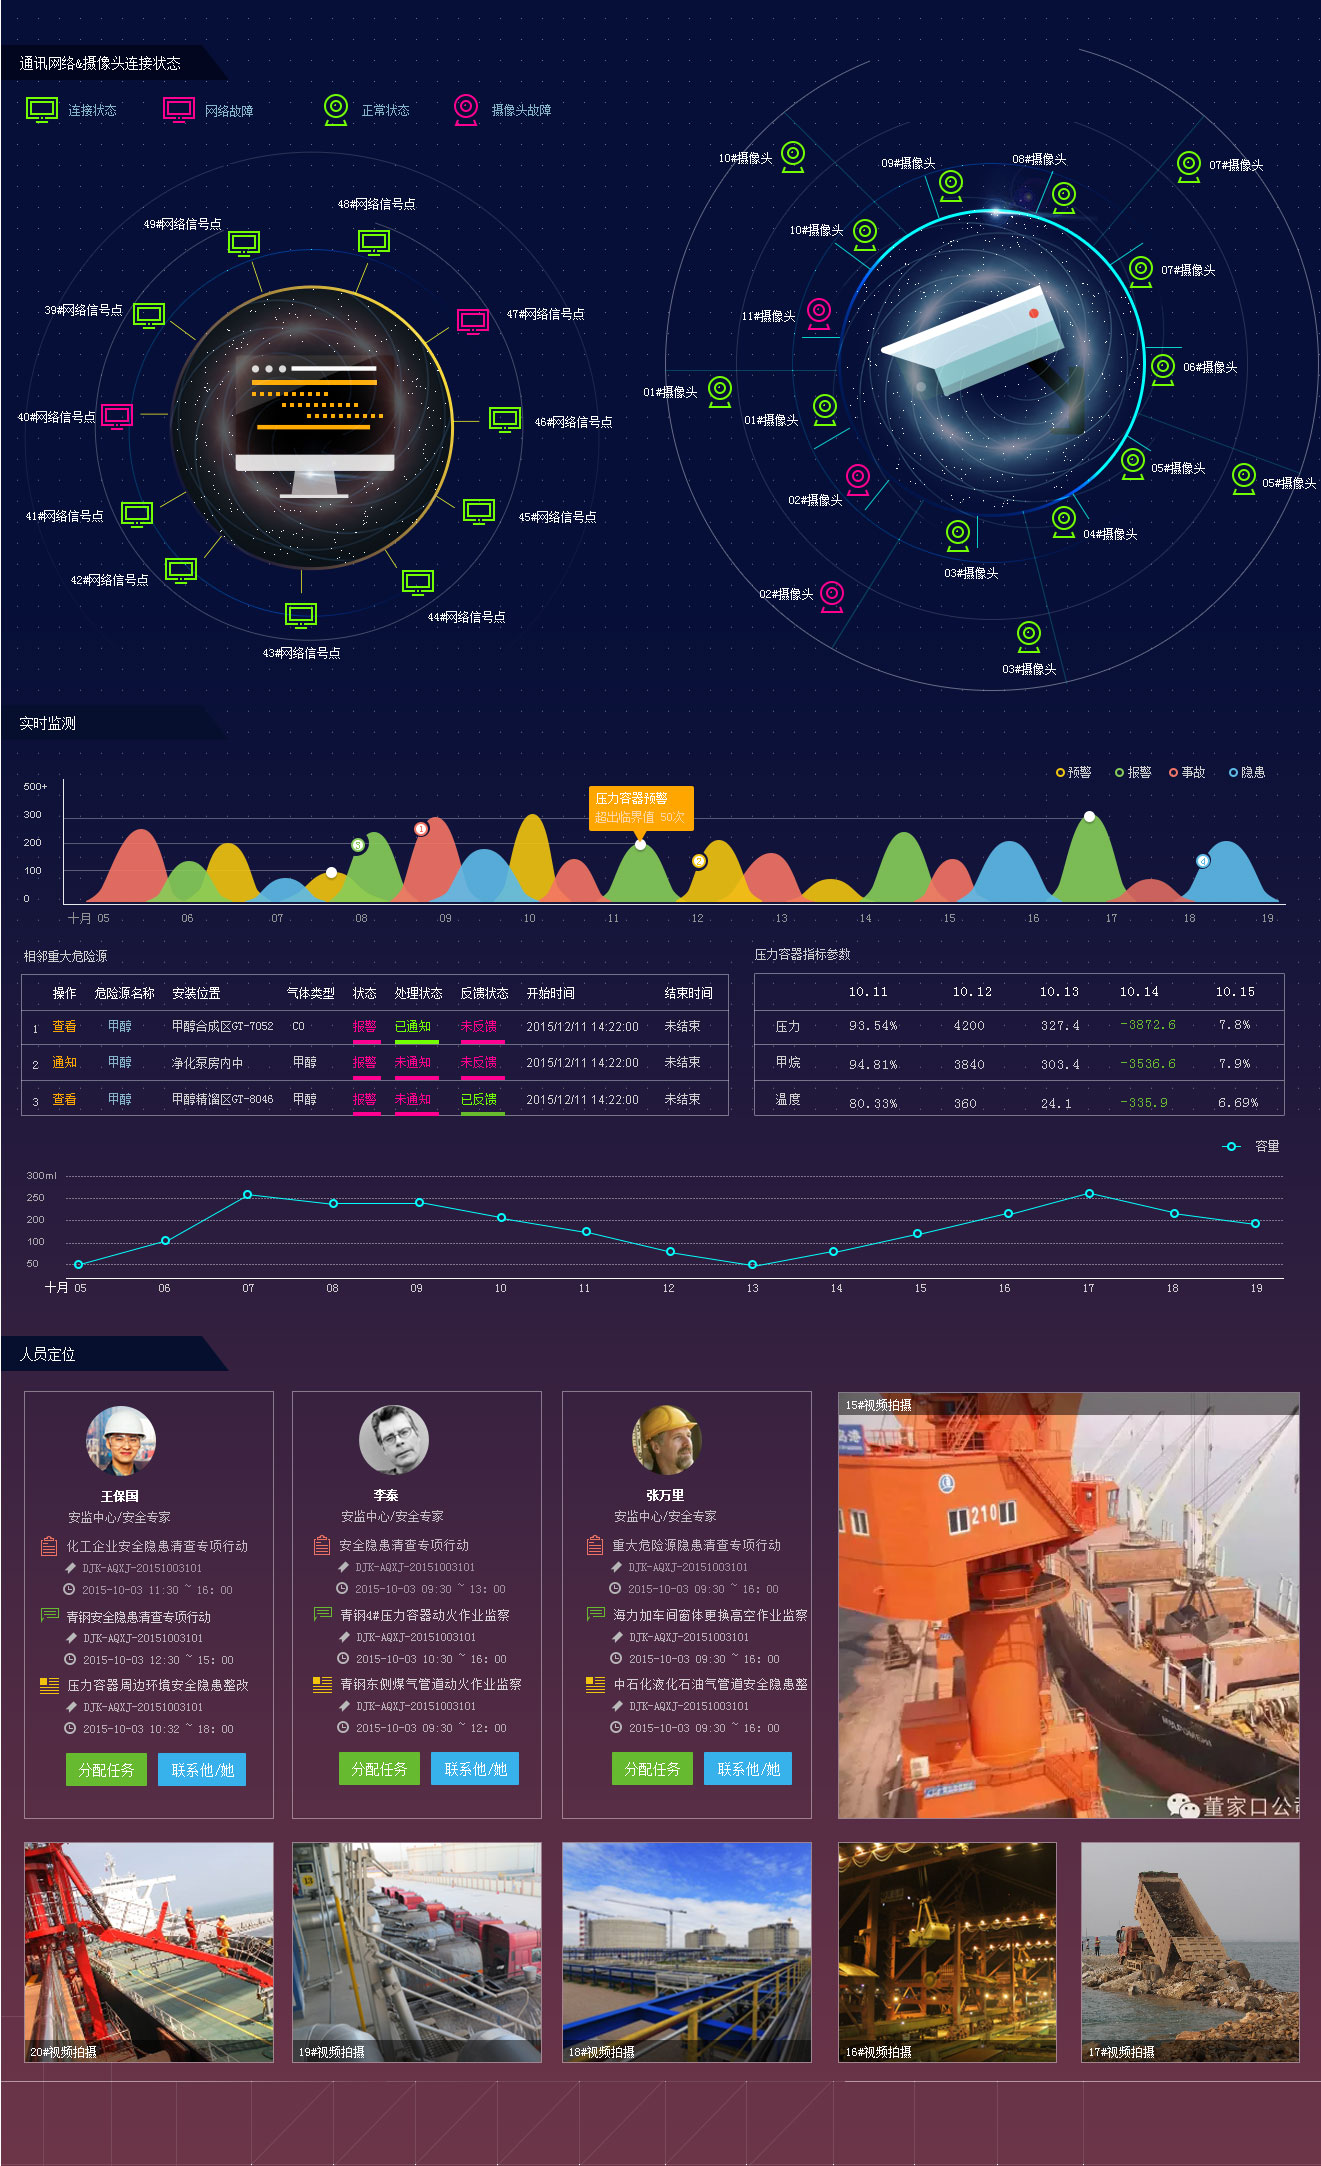 通讯网络&摄像头连接状态
连接状态
网络故障
正常状态
摄像头故障
48#网络信号点
49#网络信号点
39#网络信号点
47#网络信号点
40#网络信号点
46#网络信号点
41#网络信号点
45#网络信号点
42#网络信号点
44#网络信号点
43#网络信号点
10#摄像头
09#摄像头
08#摄像头
07#摄像头
10#摄像头
07#摄像头
11#摄像头
06#摄像头
01#摄像头
01#摄像头
05#摄像头
05#摄像头
02#摄像头
04#摄像头
03#摄像头
02#摄像头
03#摄像头
实时监测
预警 报警 事故 隐患
500+
300
200
100
0
压力容器预警
超出临界值 50次
3
1
2
4
十月 05 06 07 08 09 10 11 12 13 14 15 16 17 18 19
相邻重大危险源
操作 危险源名称 安装位置 气体类型 状态 处理状态 反馈状态 开始时间 结束时间
1 查看 甲醇 甲醇合成区GT-7052 CO 报警 已通知 未反馈 2015/12/11 14:22:00 未结束
2 通知 甲醇 净化泵房内中 甲醇 报警 未通知 未反馈 2015/12/11 14:22:00 未结束
3 查看 甲醇 甲醇精馏区GT-8046 甲醇 报警 未通知 已反馈 2015/12/11 14:22:00 未结束
压力容器指标参数
10.11 10.12 10.13 10.14 10.15
压力 93.54% 4200 327.4 -3872.6 7.8%
甲烷 94.81% 3840 303.4 -3536.6 7.9%
温度 80.33% 360 24.1 -335.9 6.69%
容量
300ml
250
200
100
50
十月 05 06 07 08 09 10 11 12 13 14 15 16 17 18 19
人员定位
王保国
安监中心/安全专家
化工企业安全隐患清查专项行动
DJK-AQXJ-20151003101
2015-10-03 11:30 ~ 16: 00
青钢安全隐患清查专项行动
DJK-AQXJ-20151003101
2015-10-03 12:30 ~ 15: 00
压力容器周边环境安全隐患整改
DJK-AQXJ-20151003101
2015-10-03 10:32 ~ 18: 00
分配任务 联系他/她
李泰
安监中心/安全专家
安全隐患清查专项行动
DJK-AQXJ-20151003101
2015-10-03 09:30 ~ 13: 00
青钢4#压力容器动火作业监察
DJK-AQXJ-20151003101
2015-10-03 10:30 ~ 16: 00
青钢东侧煤气管道动火作业监察
DJK-AQXJ-20151003101
2015-10-03 09:30 ~ 12: 00
分配任务 联系他/她
张万里
安监中心/安全专家
重大危险源隐患清查专项行动
DJK-AQXJ-20151003101
2015-10-03 09:30 ~ 16: 00
海力加车间窗体更换高空作业监察
DJK-AQXJ-20151003101
2015-10-03 09:30 ~ 16: 00
中石化液化石油气管道安全隐患整
DJK-AQXJ-20151003101
2015-10-03 09:30 ~ 16: 00
分配任务 联系他/她
15#视频拍摄
210
董家口公司
20#视频拍摄
19#视频拍摄
18#视频拍摄
16#视频拍摄
17#视频拍摄